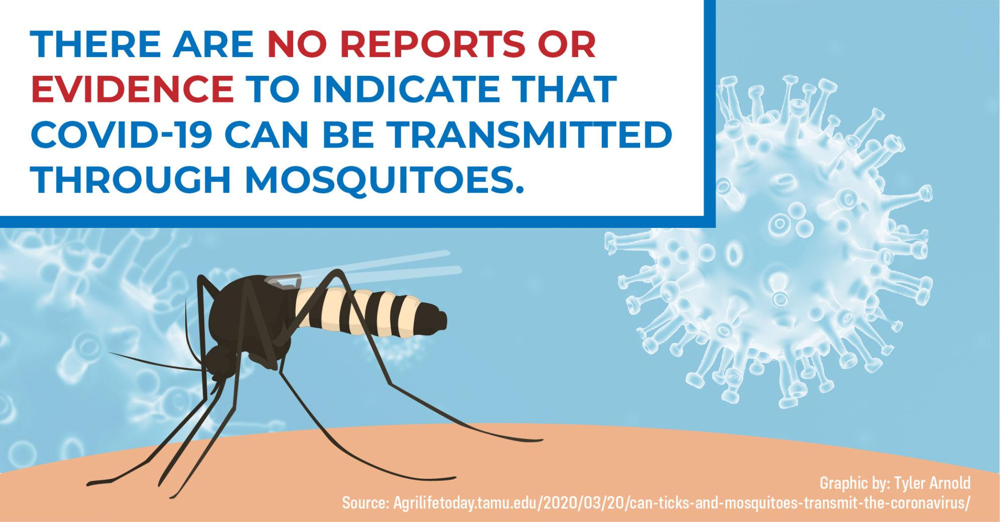 THERE ARE NO REPORTS OR
EVIDENCE TO INDICATE THAT
COVID-19 CAN BE TRANSMITTED
THROUGH MOSQUITOES.
Graphic by: Tyler Arnold
Source: Agrilifetoday.tamu.edu/2020/03/20/can-ticks-and-mosquitoes-transmit-the-coronavirus/